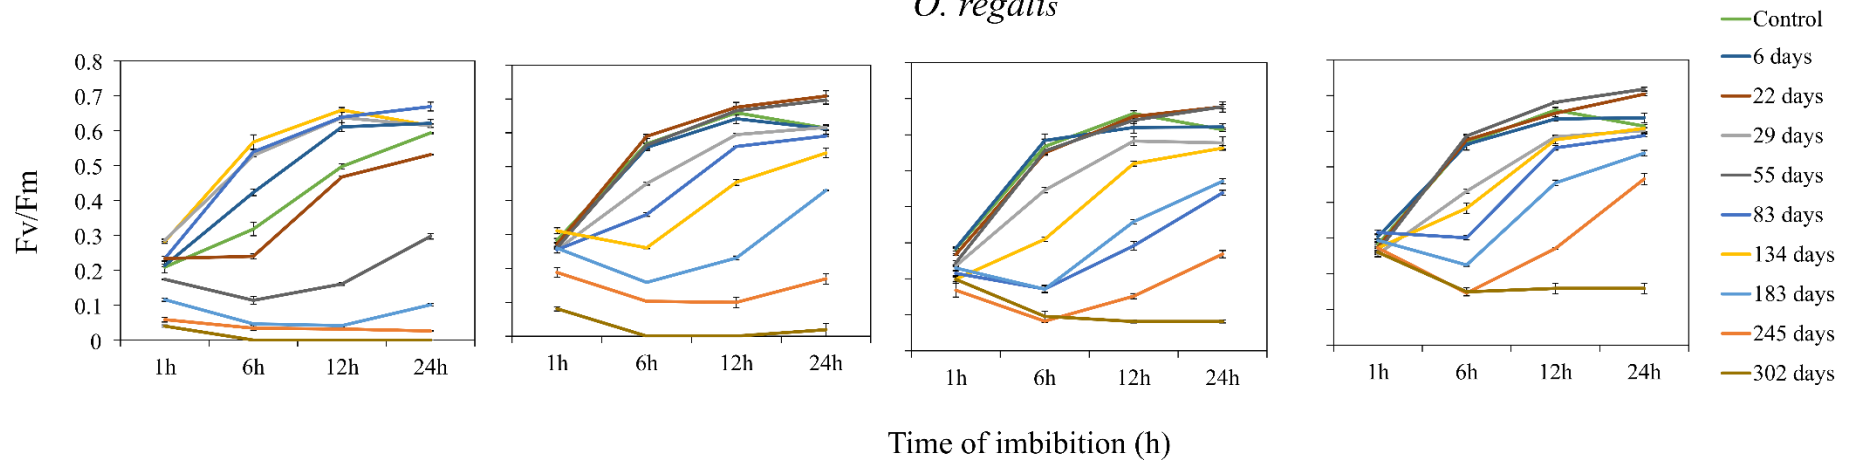 O. regalis
Fv/Fm
0.8
0.7
0.6
0.5
0.4
0.3
0.2
0.1
0
1h 6h 12h 24h
1h 6h 12h 24h
1h 6h 12h 24h
1h 6h 12h 24h
Time of imbibition (h)
Control
6 days
22 days
29 days
55 days
83 days
134 days
183 days
245 days
302 days